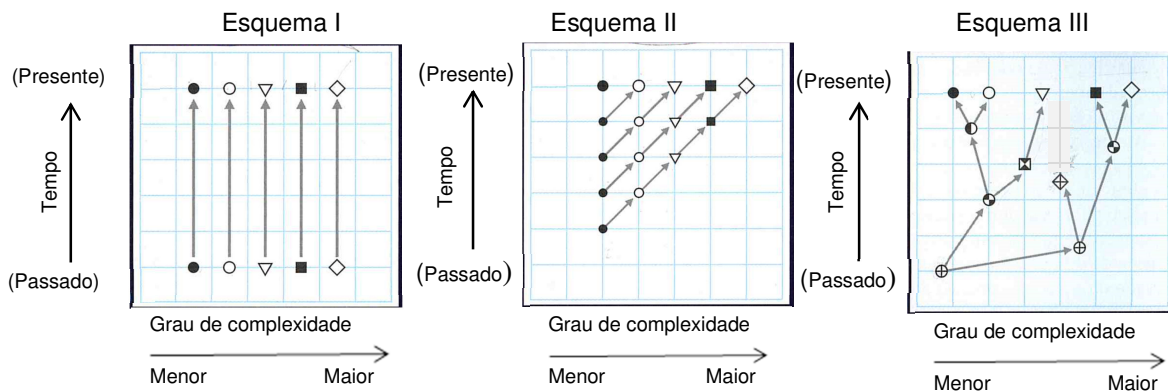 Esquema I
(Presente)
Tempo
(Passado)
Grau de complexidade
Menor Maior
Esquema II
(Presente)
Tempo
(Passado)
Grau de complexidade
Menor Maior
Esquema III
(Presente)
Tempo
(Passado)
Grau de complexidade
Menor Maior